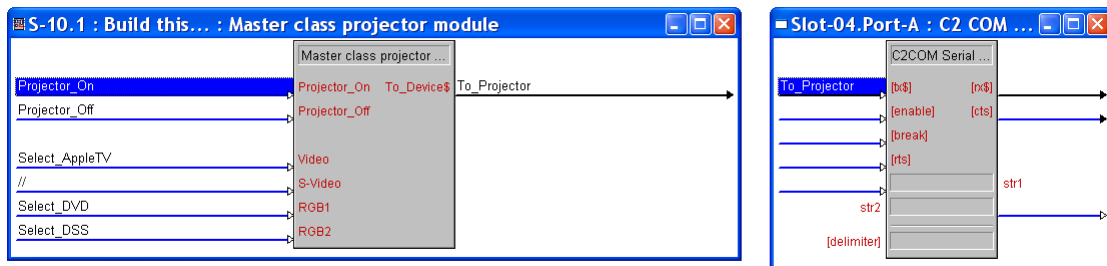 S-10.1 : Build this... : Master class projector module
Master class projector ...
Projector_On Projector_On To_Device$ To_Projector
Projector_Off Projector_Off
Select_AppleTV Video
// S-Video
Select_DVD RGB1
Select_DSS RGB2
Slot-04.Port-A : C2 COM ...
C2COM Serial ...
To_Projector [tx$] [rx$]
[enable] [cts]
[break]
[rts]
str1
str2
[delimiter]